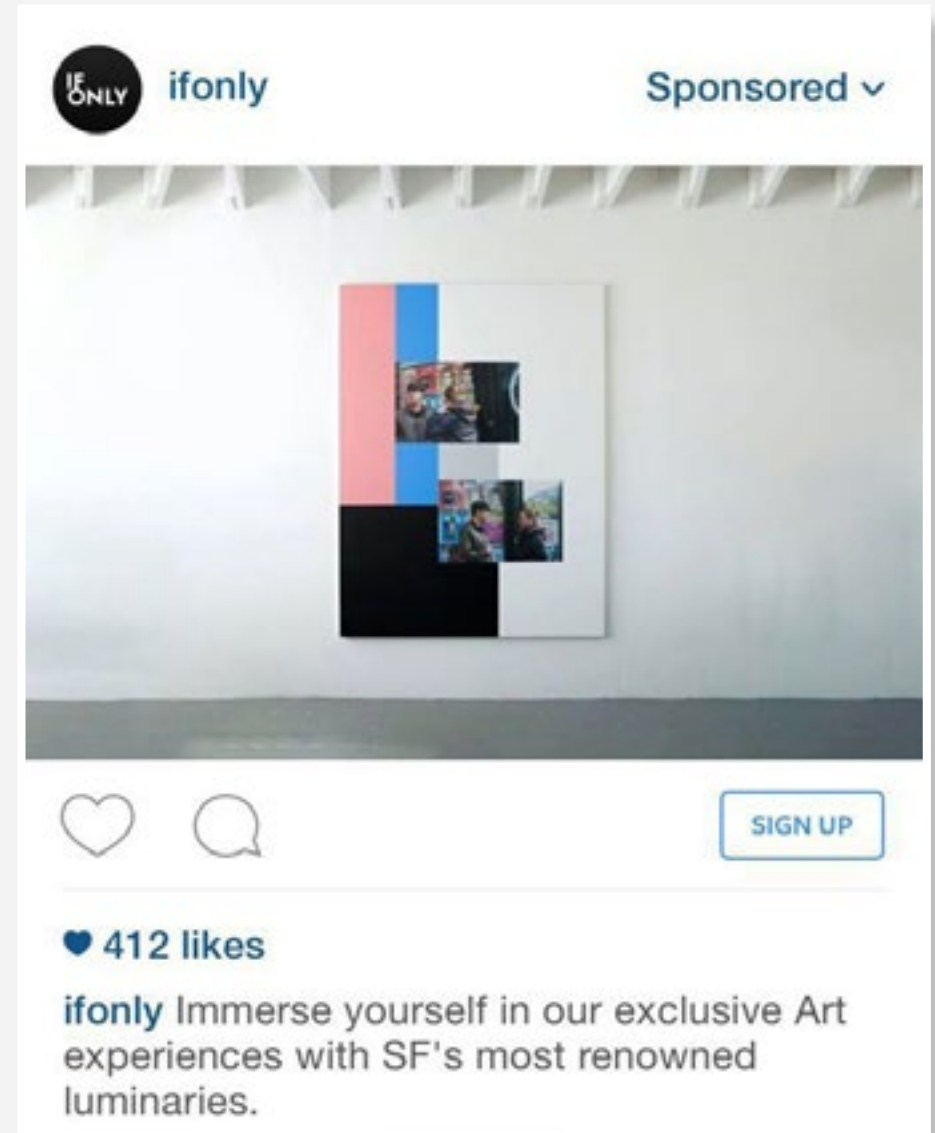 IF
ONLY
ifonly
Sponsored
SIGN UP
412 likes
ifonly Immerse yourself in our exclusive Art
experiences with SF's most renowned
luminaries.